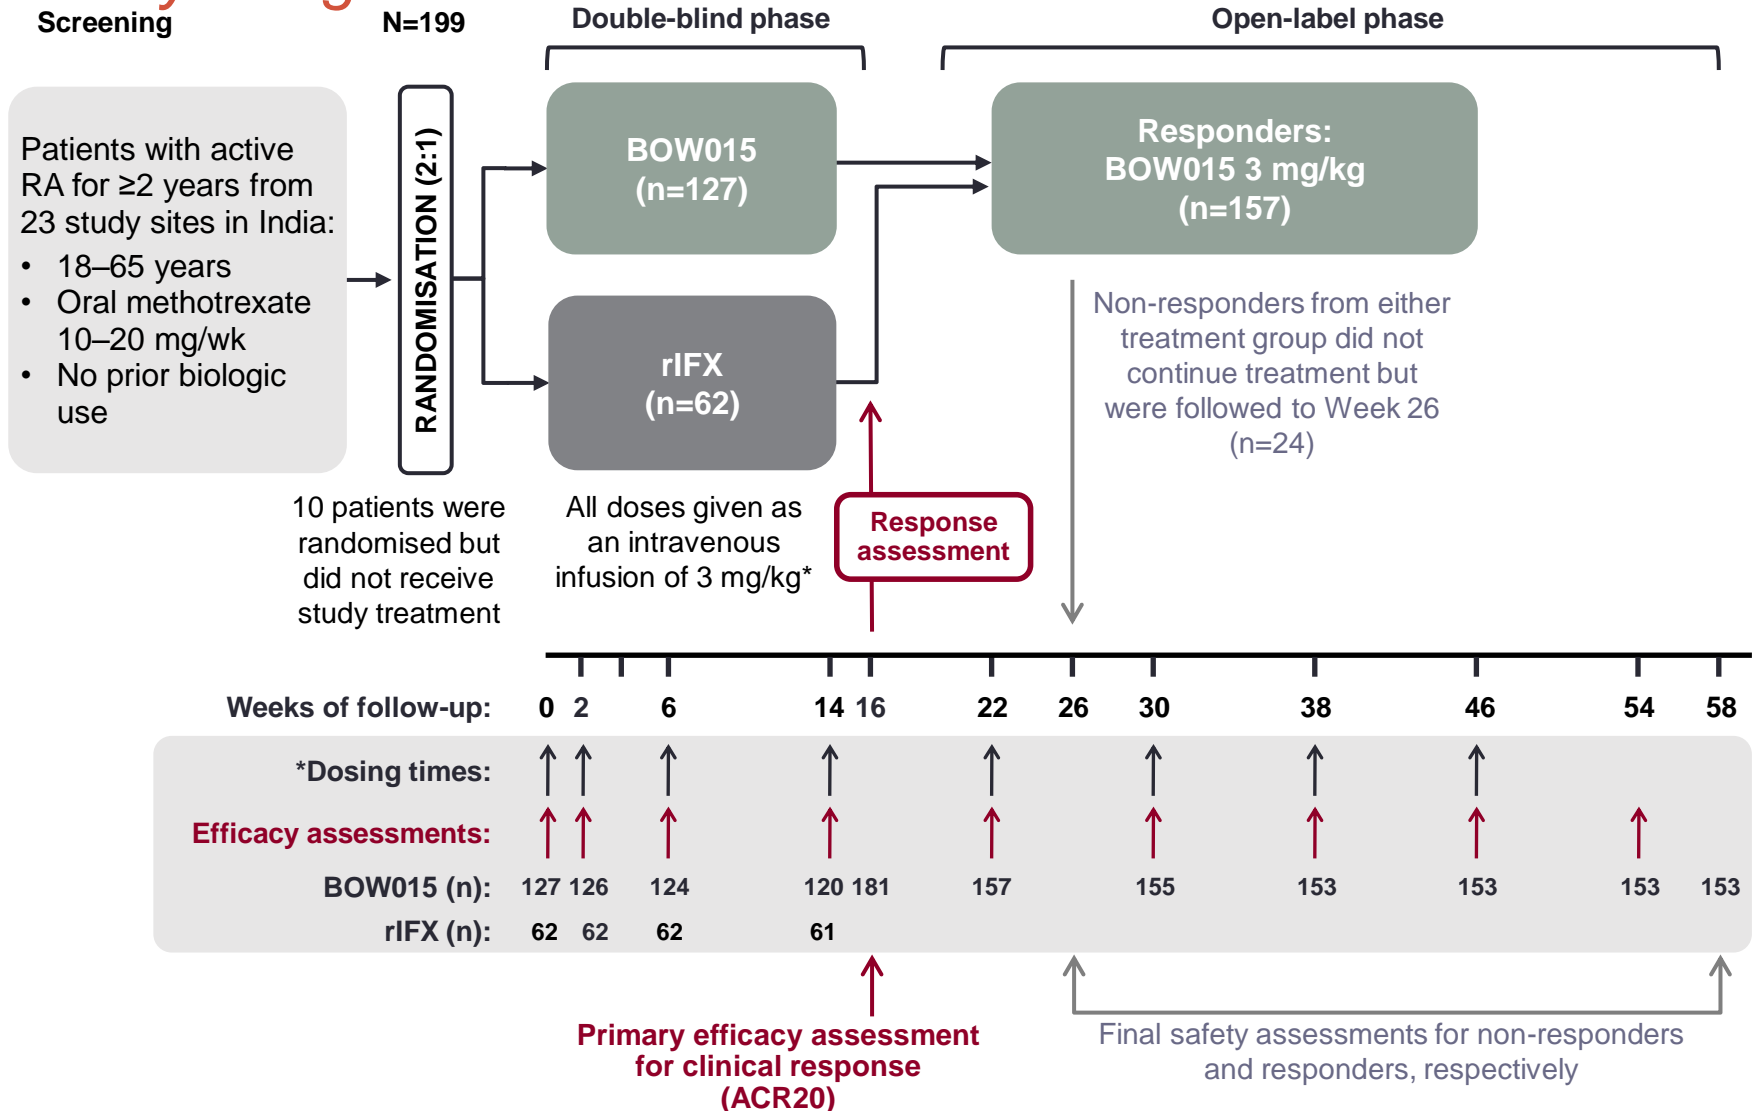 Screening
N=199
Double-blind phase
Open-label phase
Patients with active
RA for ≥2 years from
23 study sites in India:
• 18–65 years
• Oral methotrexate
10–20 mg/wk
• No prior biologic
use
RANDOMISATION (2:1)
BOW015
(n=127)
rIFX
(n=62)
Responders:
BOW015 3 mg/kg
(n=157)
Non-responders from either
treatment group did not
continue treatment but
were followed to Week 26
(n=24)
10 patients were
randomised but
did not receive
study treatment
All doses given as
an intravenous
infusion of 3 mg/kg*
Response
assessment
Weeks of follow-up: 0 2 6 14 16 22 26 30 38 46 54 58
*Dosing times:
Efficacy assessments:
BOW015 (n): 127 126 124 120 181 157 155 153 153 153 153
rIFX (n): 62 62 62 61
Primary efficacy assessment
for clinical response
(ACR20)
Final safety assessments for non-responders
and responders, respectively